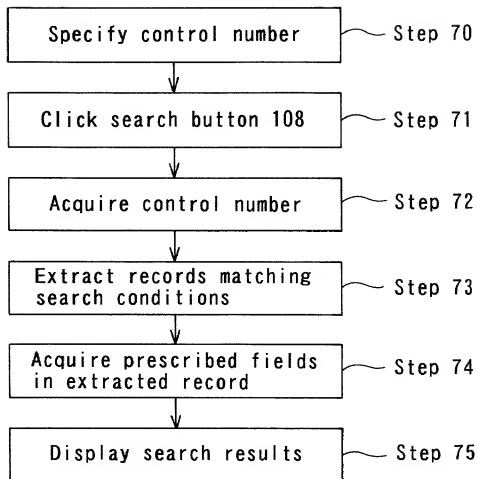 Specify control number
Step 70
Click search button 108
Step 71
Acquire control number
Step 72
Extract records matching
search conditions
Step 73
Acquire prescribed fields
in extracted record
Step 74
Display search results
Step 75